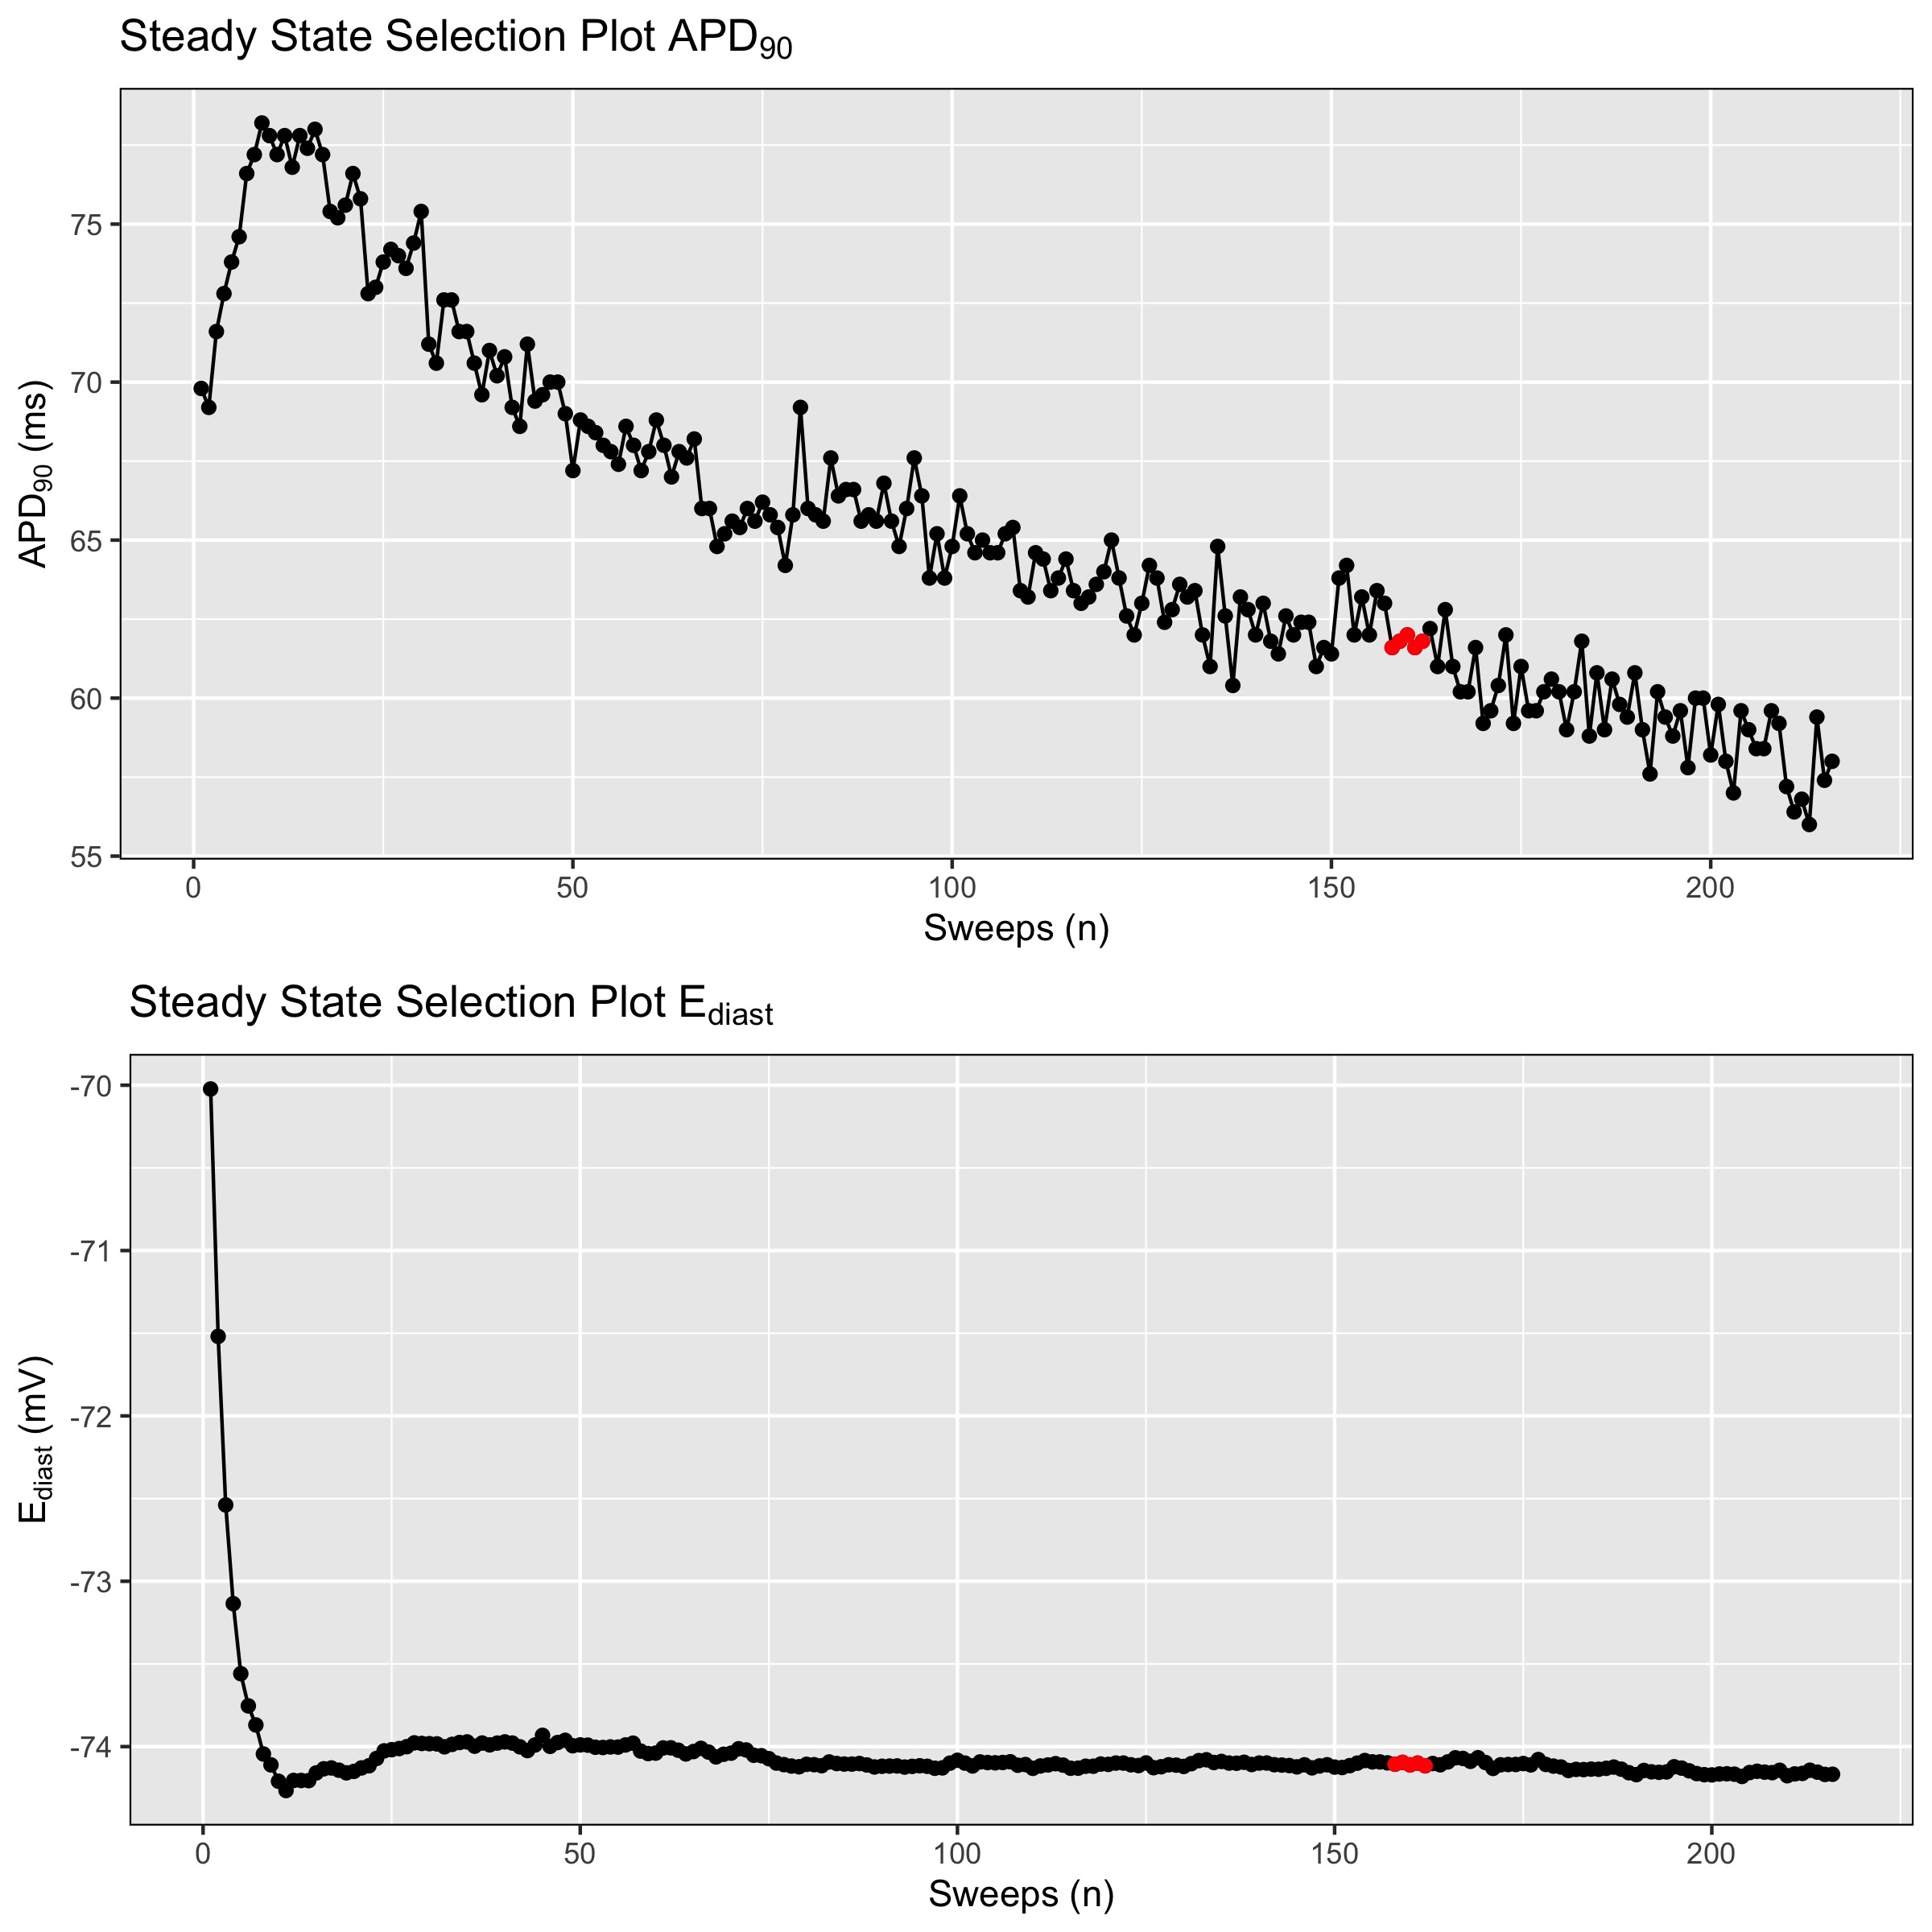 Steady State Selection Plot APD90
75
70
65
60
55
APD90 (ms)
0 50 100 150 200
Sweeps (n)
Steady State Selection Plot Ediast
-70
-71
-72
-73
-74
Ediast (mV)
0 50 100 150 200
Sweeps (n)